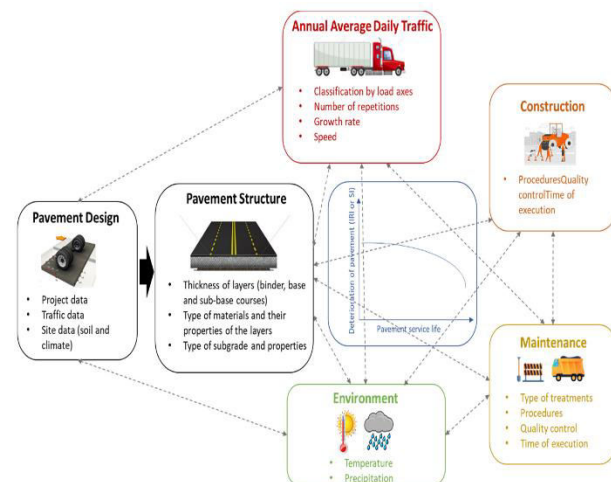 Annual Average Daily Traffic
• Classification by load axes
• Number of repetitions
• Growth rate
• Speed
Construction
• ProceduresQuality
controlTime of
execution
Pavement Design
• Project data
• Traffic data
• Site data (soil and
climate)
Pavement Structure
• Thickness of layers (binder, base
and sub-base courses)
• Type of materials and their
properties of the layers
• Type of subgrade and properties
Deterioration of pavement (IRI or SI)
Pavement service life
Maintenance
• Type of treatments
• Procedures
• Quality control
• Time of execution
Environment
• Temperature
• Precipitation